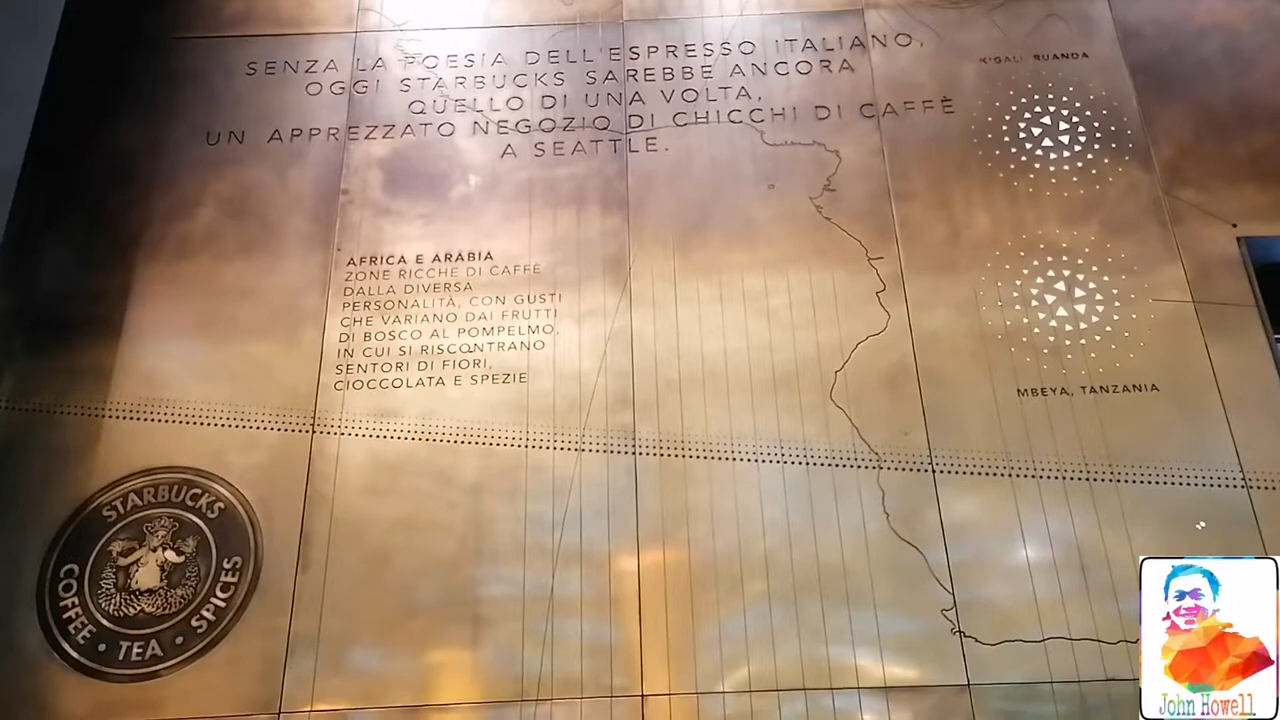 SENZA LA POESIA DELL'ESPRESSO ITALIANO,
OGGI STARBUCKS SAREBBE ANCORA
QUELLO DI UNA VOLTA,
UN APPREZZATO NEGOZIO DI CHICCHI DI CAFFÈ
A SEATTLE.
KIGALI RUANDA
AFRICA E ARABIA
ZONE RICCHE DI CAFFÈ
DALLA DIVERSA
PERSONALITÀ, CON GUSTI
CHE VARIANO DAI FRUTTI
DI BOSCO AL POMPELMO,
IN CUI SI RISCONTRANO
SENTORI DI FIORI,
CIOCCOLATA E SPEZIE
MBEYA, TANZANIA
STARBUCKS
COFFEE • TEA • SPICES
John Howell